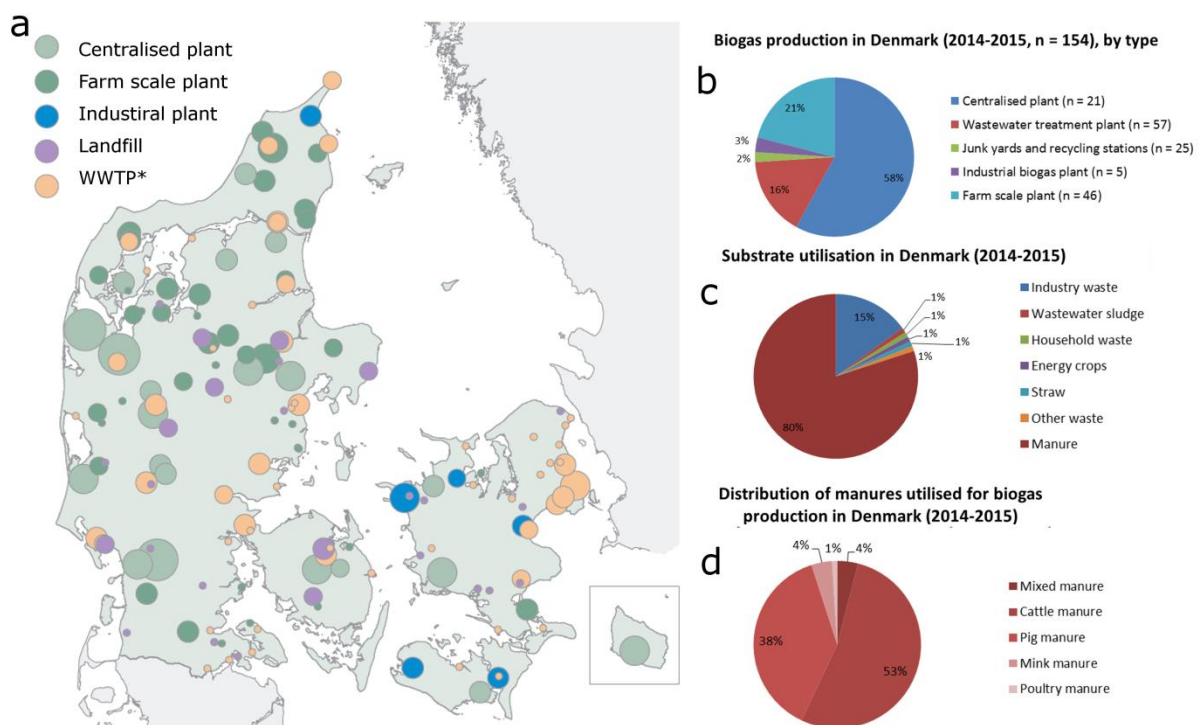 a
Centralised plant
Farm scale plant
Industiral plant
Landfill
WWTP*
Biogas production in Denmark (2014-2015, n = 154), by type
b
21%
3%
2%
16%
58%
Centralised plant (n = 21)
Wastewater treatment plant (n = 57)
Junk yards and recycling stations (n = 25)
Industrial biogas plant (n = 5)
Farm scale plant (n = 46)
Substrate utilisation in Denmark (2014-2015)
c
15%
1%
1%
1%
1%
1%
80%
Industry waste
Wastewater sludge
Household waste
Energy crops
Straw
Other waste
Manure
Distribution of manures utilised for biogas
production in Denmark (2014-2015)
d
4%
1%
4%
38%
53%
Mixed manure
Cattle manure
Pig manure
Mink manure
Poultry manure